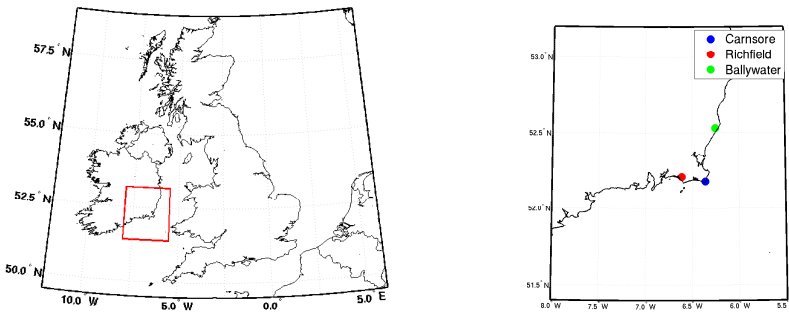 57.5° N
55.0° N
52.5° N
50.0° N
10.0° W
5.0° W
0.0°
5.0° E
Carnsore
Richfield
Ballywater
53.0° N
52.5° N
52.0° N
51.5° N
8.0° W
7.5° W
7.0° W
6.5° W
6.0° W
5.5° W